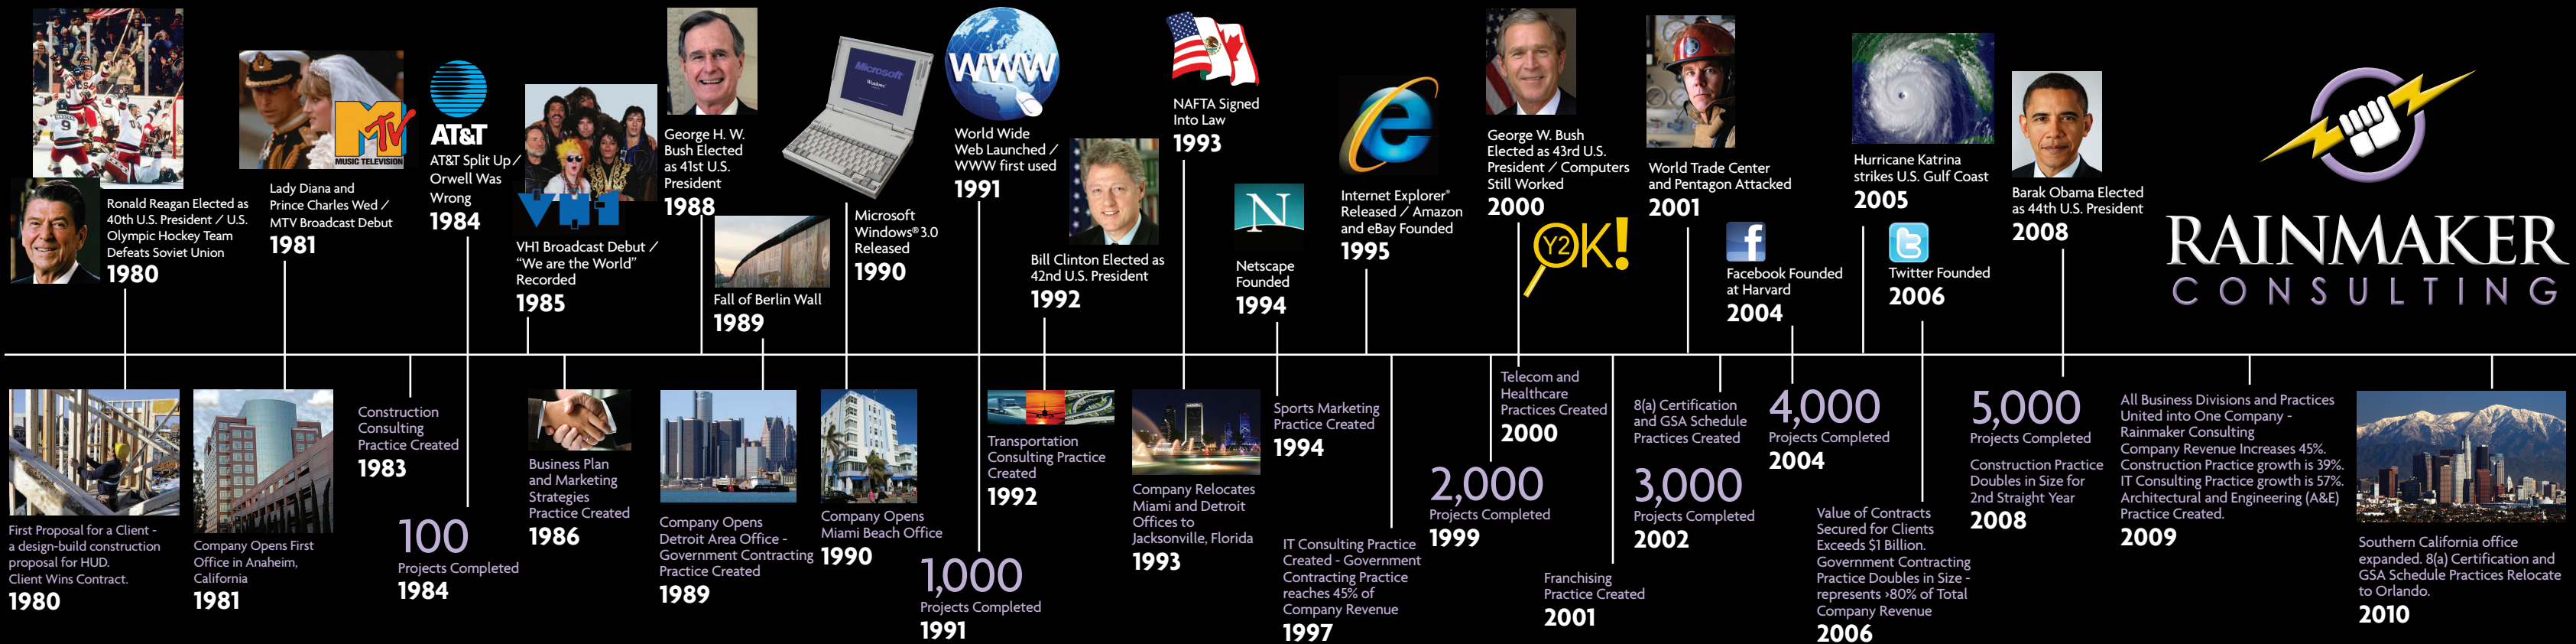 Ronald Reagan Elected as
40th U.S. President / U.S.
Olympic Hockey Team
Defeats Soviet Union
1980
MTV
MUSIC TELEVISION
Lady Diana and
Prince Charles Wed /
MTV Broadcast Debut
1981
AT&T
AT&T Split Up /
Orwell Was
Wrong
1984
VH1
VH1 Broadcast Debut /
“We are the World”
Recorded
1985
George H. W.
Bush Elected
as 41st U.S.
President
1988
Fall of Berlin Wall
1989
Microsoft
Windows
Microsoft
Windows® 3.0
Released
1990
WWW
World Wide
Web Launched /
WWW first used
1991
Bill Clinton Elected as
42nd U.S. President
1992
NAFTA Signed
Into Law
1993
N
Netscape
Founded
1994
e
Internet Explorer®
Released / Amazon
and eBay Founded
1995
George W. Bush
Elected as 43rd U.S.
President / Computers
Still Worked
2000
Y2OK!
World Trade Center
and Pentagon Attacked
2001
f
Facebook Founded
at Harvard
2004
Hurricane Katrina
strikes U.S. Gulf Coast
2005
t
Twitter Founded
2006
Barak Obama Elected
as 44th U.S. President
2008
RAINMAKER
CONSULTING
First Proposal for a Client -
a design-build construction
proposal for HUD.
Client Wins Contract.
1980
Company Opens First
Office in Anaheim,
California
1981
Construction
Consulting
Practice Created
1983
100
Projects Completed
1984
Business Plan
and Marketing
Strategies
Practice Created
1986
Company Opens
Detroit Area Office -
Government Contracting
Practice Created
1989
Company Opens
Miami Beach Office
1990
1,000
Projects Completed
1991
Transportation
Consulting Practice
Created
1992
Company Relocates
Miami and Detroit
Offices to
Jacksonville, Florida
1993
Sports Marketing
Practice Created
1994
IT Consulting Practice
Created - Government
Contracting Practice
reaches 45% of
Company Revenue
1997
2,000
Projects Completed
1999
Telecom and
Healthcare
Practices Created
2000
Franchising
Practice Created
2001
8(a) Certification
and GSA Schedule
Practices Created
3,000
Projects Completed
2002
4,000
Projects Completed
2004
Value of Contracts
Secured for Clients
Exceeds $1 Billion.
Government Contracting
Practice Doubles in Size -
represents >80% of Total
Company Revenue
2006
5,000
Projects Completed
Construction Practice
Doubles in Size for
2nd Straight Year
2008
All Business Divisions and Practices
United into One Company -
Rainmaker Consulting
Company Revenue Increases 45%.
Construction Practice growth is 39%.
IT Consulting Practice growth is 57%.
Architectural and Engineering (A&E)
Practice Created.
2009
Southern California office
expanded. 8(a) Certification and
GSA Schedule Practices Relocate
to Orlando.
2010